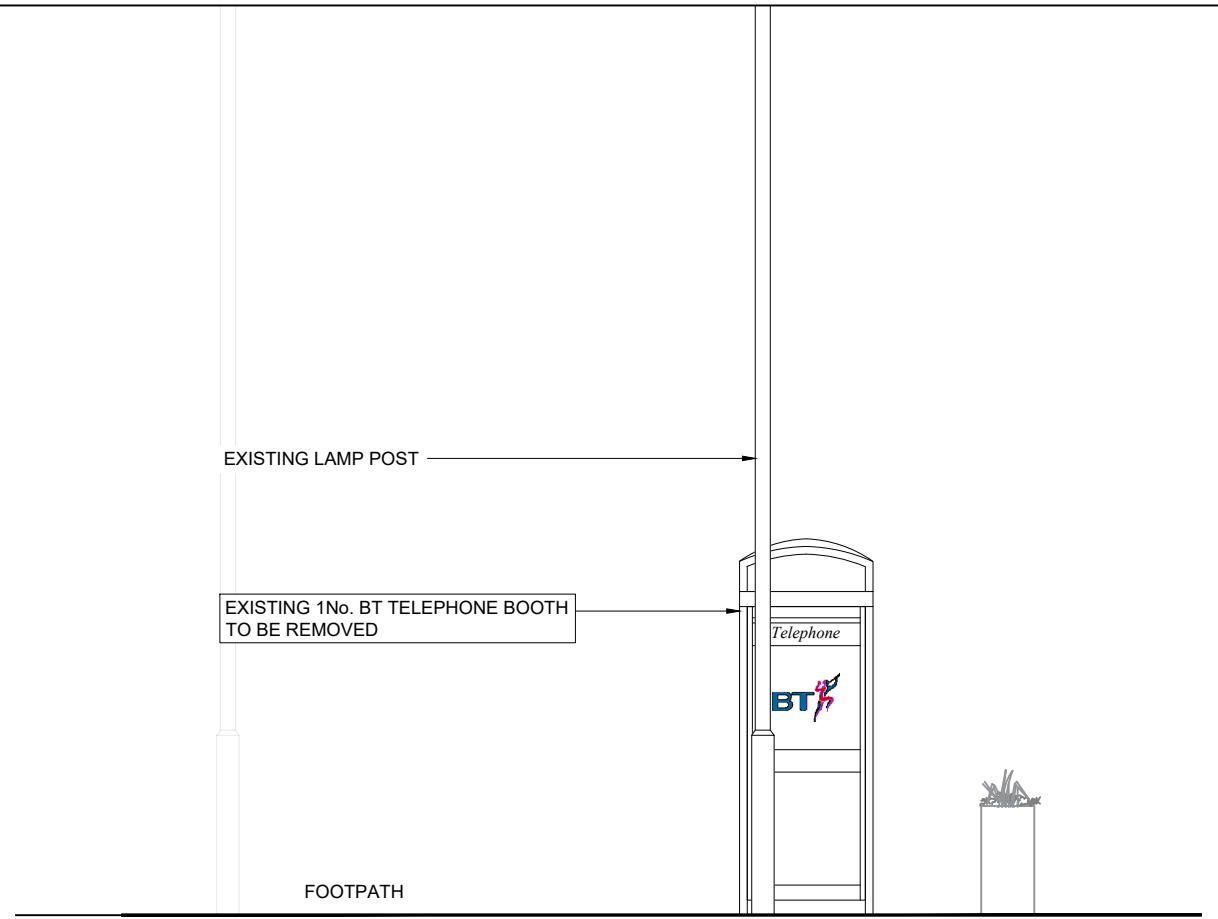 EXISTING LAMP POST
EXISTING 1No. BT TELEPHONE BOOTH
TO BE REMOVED
Telephone
BT
FOOTPATH